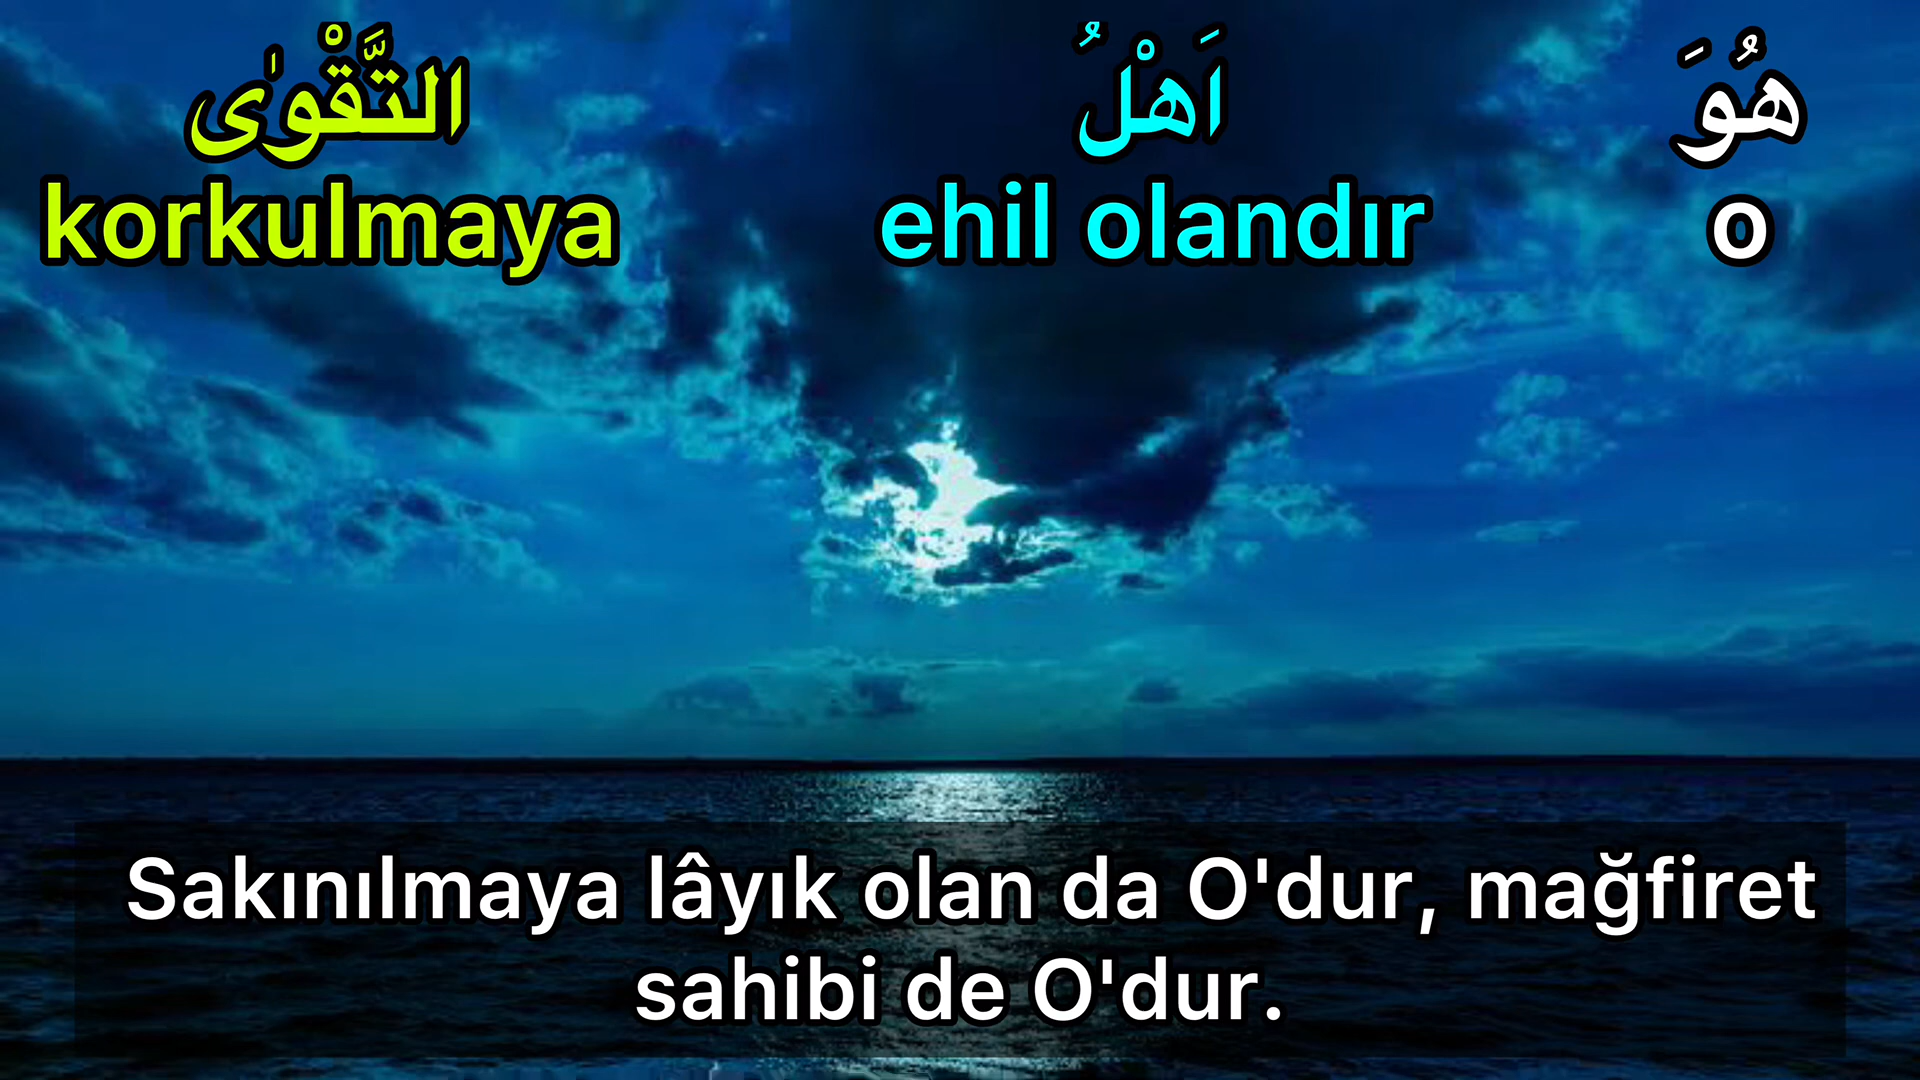 هُوَ اَهْلُ التَّقْوٰى
o ehil olandır korkulmaya
Sakınılmaya lâyık olan da O'dur, mağfiret
sahibi de O'dur.